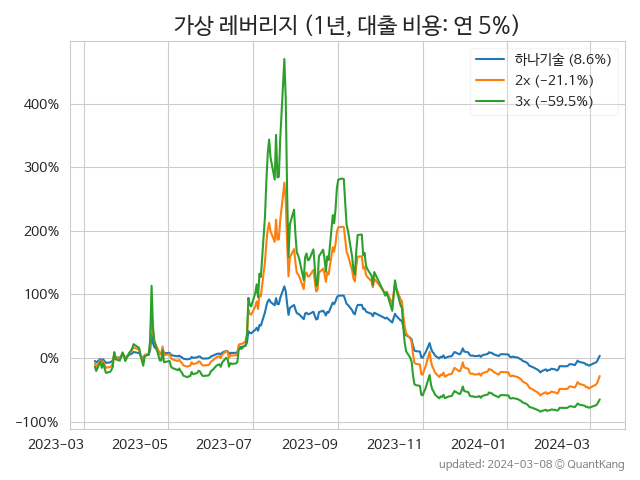 가상 레버리지 (1년, 대출 비용: 연 5%)
하나기술 (8.6%)
2x (−21.1%)
3x (−59.5%)
400%
300%
200%
100%
0%
−100%
2023-03 2023-05 2023-07 2023-09 2023-11 2024-01 2024-03
updated: 2024-03-08 © QuantKang